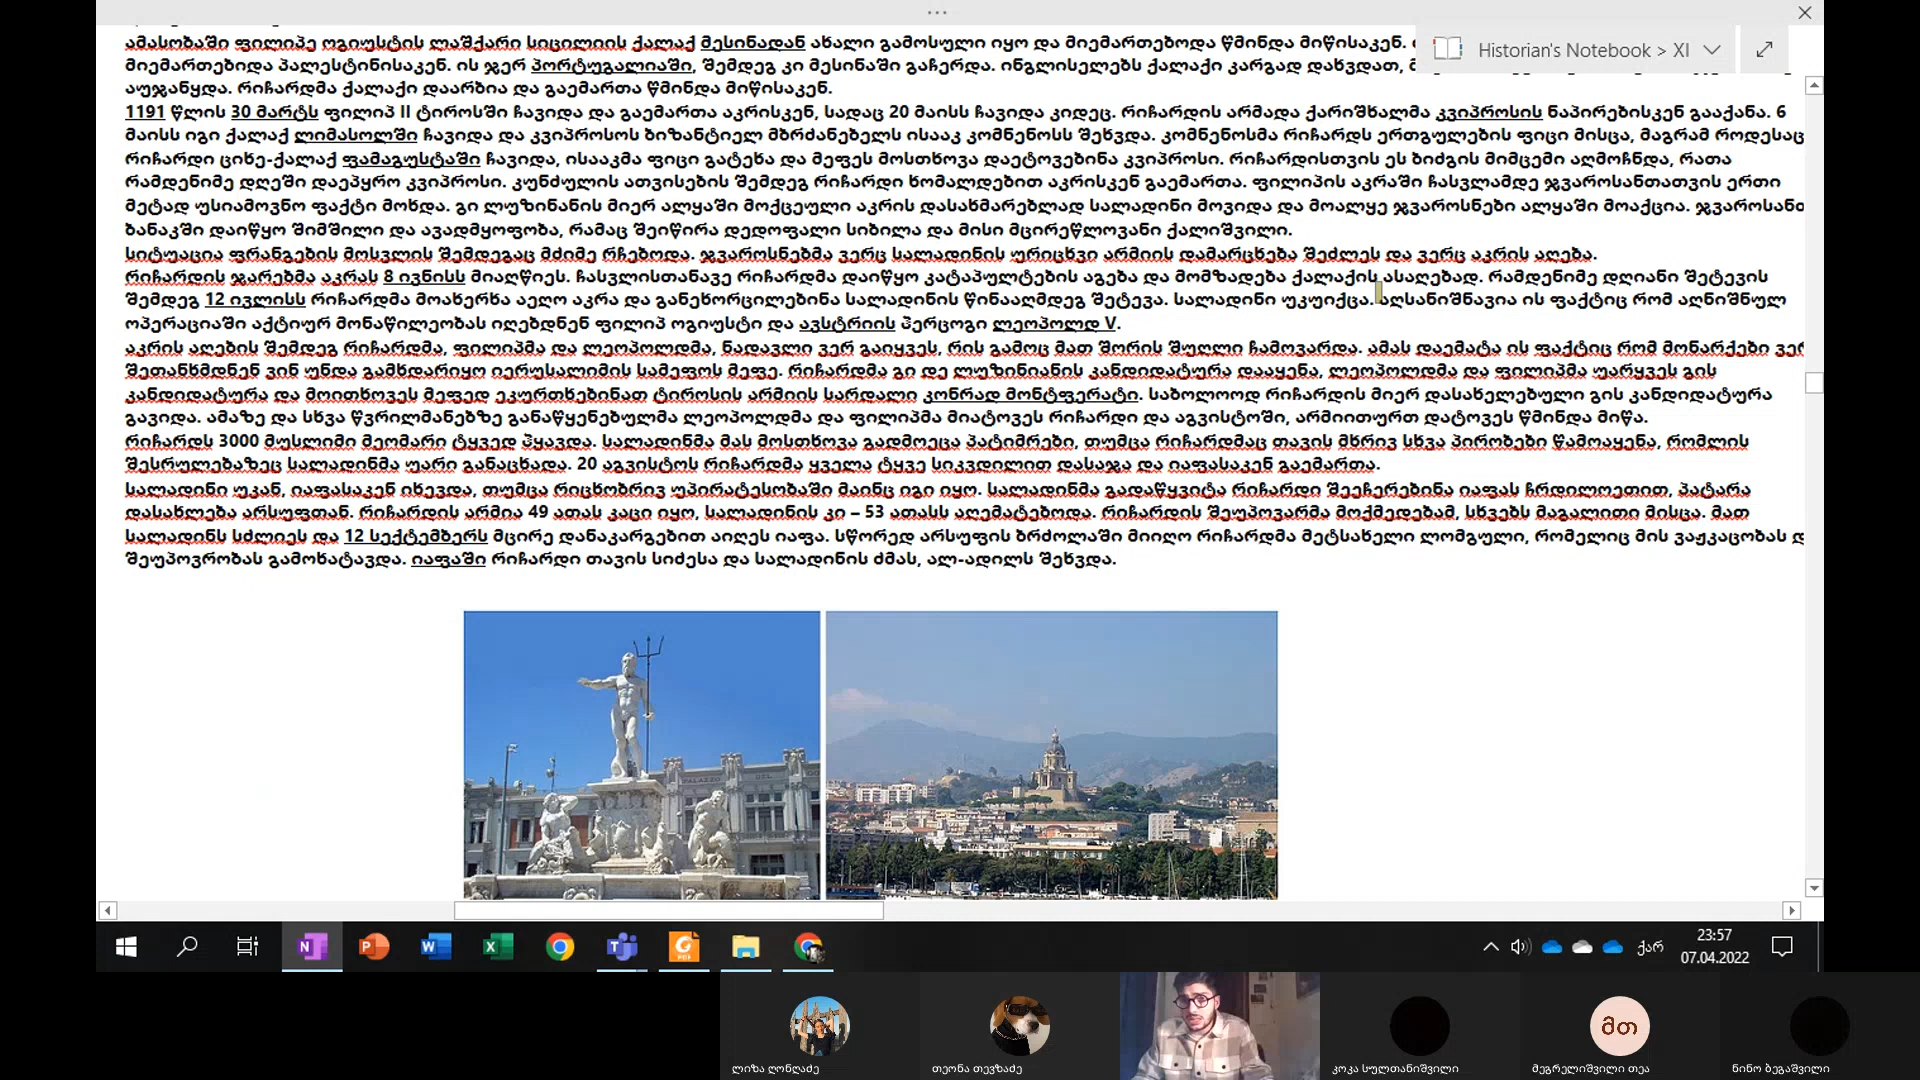 Historian's Notebook > XI
ამასობაში ფილიპე ოგიუსტის ლაშქარი სიცილიის ქალაქ მესინადან ახალი გამოსული იყო და მიემართებოდა წმინდა მიწისაკენ.
მიემართებიდა პალესტინისაკენ. ის ჯერ პორტუგალიაში, შემდეგ კი მესინაში გაჩერდა. ინგლისელებს ქალაქი კარგად დახვდათ,
აუჯანყდა. რიჩარდმა ქალაქი დაარბია და გაემართა წმინდა მიწისაკენ.
1191 წლის 30 მარტს ფილიპ II ტიროსში ჩავიდა და გაემართა აკრისკენ, სადაც 20 მაისს ჩავიდა კიდეც. რიჩარდის არმადა ქარიშხალმა კვიპროსის ნაპირებისკენ გააქანა. 6
მაისს იგი ქალაქ ლიმასოლში ჩავიდა და კვიპროსოს ბიზანტიელ მბრძანებელს ისააკ კომნენოსს შეხვდა. კომნენოსმა რიჩარდს ერთგულების ფიცი მისცა, მაგრამ როდესაც
რიჩარდი ციხე-ქალაქ ფამაგუსტაში ჩავიდა, ისააკმა ფიცი გატეხა და მეფეს მოსთხოვა დაეტოვებინა კვიპროსი. რიჩარდისთვის ეს ბიძგის მიმცემი აღმოჩნდა, რათა
რამდენიმე დღეში დაეპყრო კვიპროსი. კუნძულის ათვისების შემდეგ რიჩარდი ხომალდებით აკრისკენ გაემართა. ფილიპის აკრაში ჩასვლამდე ჯვაროსანთათვის ერთი
მეტად უსიამოვნო ფაქტი მოხდა. გი ლუზინანის მიერ ალყაში მოქცეული აკრის დასახმარებლად სალადინი მოვიდა და მოალყე ჯვაროსნები ალყაში მოაქცია. ჯვაროსანთ
ბანაკში დაიწყო შიმშილი და ავადმყოფობა, რამაც შეიწირა დედოფალი სიბილა და მისი მცირეწლოვანი ქალიშვილი.
სიტუაცია ფრანგების მოსვლის შემდეგაც მძიმე რჩებოდა. ჯვაროსნებმა ვერც სალადინის ურიცხვი არმიის დამარცხება შეძლეს და ვერც აკრის აღება.
რიჩარდის ჯარებმა აკრას 8 ივნისს მიაღწიეს. ჩასვლისთანავე რიჩარდმა დაიწყო კატაპულტების აგება და მომზადება ქალაქის ასაღებად. რამდენიმე დღიანი შეტევის
შემდეგ 12 ივლისს რიჩარდმა მოახერხა აეღო აკრა და განეხორცილებინა სალადინის წინააღმდეგ შეტევა. სალადინი უკუიქცა. აღსანიშნავია ის ფაქტიც რომ აღნიშნულ
ოპერაციაში აქტიურ მონაწილეობას იღებდნენ ფილიპ ოგიუსტი და ავსტრიის ჰერცოგი ლეოპოლდ V.
აკრის აღების შემდეგ რიჩარდმა, ფილიპმა და ლეოპოლდმა, ნადავლი ვერ გაიყვეს, რის გამოც მათ შორის შუღლი ჩამოვარდა. ამას დაემატა ის ფაქტიც რომ მონარქები ვერ
შეთანხმდნენ ვინ უნდა გამხდარიყო იერუსალიმის სამეფოს მეფე. რიჩარდმა გი დე ლუზინიანის კანდიდატურა დააყენა, ლეოპოლდმა და ფილიპმა უარყვეს გის
კანდიდატურა და მოითხოვეს მეფედ ეკურთხებინათ ტიროსის არმიის სარდალი კონრად მონტფერატი. საბოლოოდ რიჩარდის მიერ დასახელებული გის კანდიდატურა
გავიდა. ამაზე და სხვა წვრილმანებზე განაწყენებულმა ლეოპოლდმა და ფილიპმა მიატოვეს რიჩარდი და აგვისტოში, არმიითურთ დატოვეს წმინდა მიწა.
რიჩარდს 3000 მუსლიმი მეომარი ტყვედ ჰყავდა. სალადინმა მას მოსთხოვა გადმოეცა პატიმრები, თუმცა რიჩარდმაც თავის მხრივ სხვა პირობები წამოაყენა, რომლის
შესრულებაზეც სალადინმა უარი განაცხადა. 20 აგვისტოს რიჩარდმა ყველა ტყვე სიკვდილით დასაჯა და იაფასაკენ გაემართა.
სალადინი უკან, იაფასაკენ იხევდა, თუმცა რიცხობრივ უპირატესობაში მაინც იგი იყო. სალადინმა გადაწყვიტა რიჩარდი შეეჩერებინა იაფას ჩრდილოეთით, პატარა
დასახლება არსუფთან. რიჩარდის არმია 49 ათას კაცი იყო, სალადინის კი – 53 ათასს აღემატებოდა. რიჩარდის შეუპოვარმა მოქმედებამ, სხვებს მაგალითი მისცა. მათ
სალადინს სძლიეს და 12 სექტემბერს მცირე დანაკარგებით აიღეს იაფა. სწორედ არსუფის ბრძოლაში მიიღო რიჩარდმა მეტსახელი ლომგული, რომელიც მის ვაჟკაცობას დ
შეუპოვრობას გამოხატავდა. იაფაში რიჩარდი თავის სიძესა და სალადინის ძმას, ალ-ადილს შეხვდა.
PALAZZO DEL
ქარ
23:57
07.04.2022
ლიზა ღონღაძე
თეონა თევზაძე
კოკა სულთანიშვილი
მთ
მეგრელიშვილი თეა
ნინო ბეგაშვილი